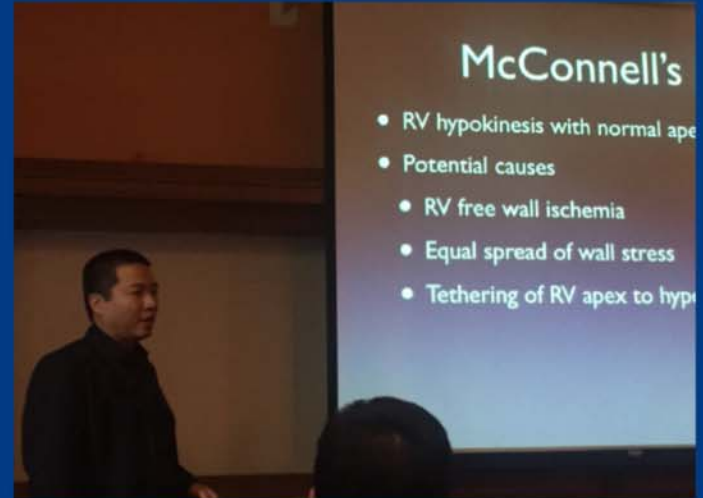 McConnell's
• RV hypokinesis with normal ape
• Potential causes
• RV free wall ischemia
• Equal spread of wall stress
• Tethering of RV apex to hype